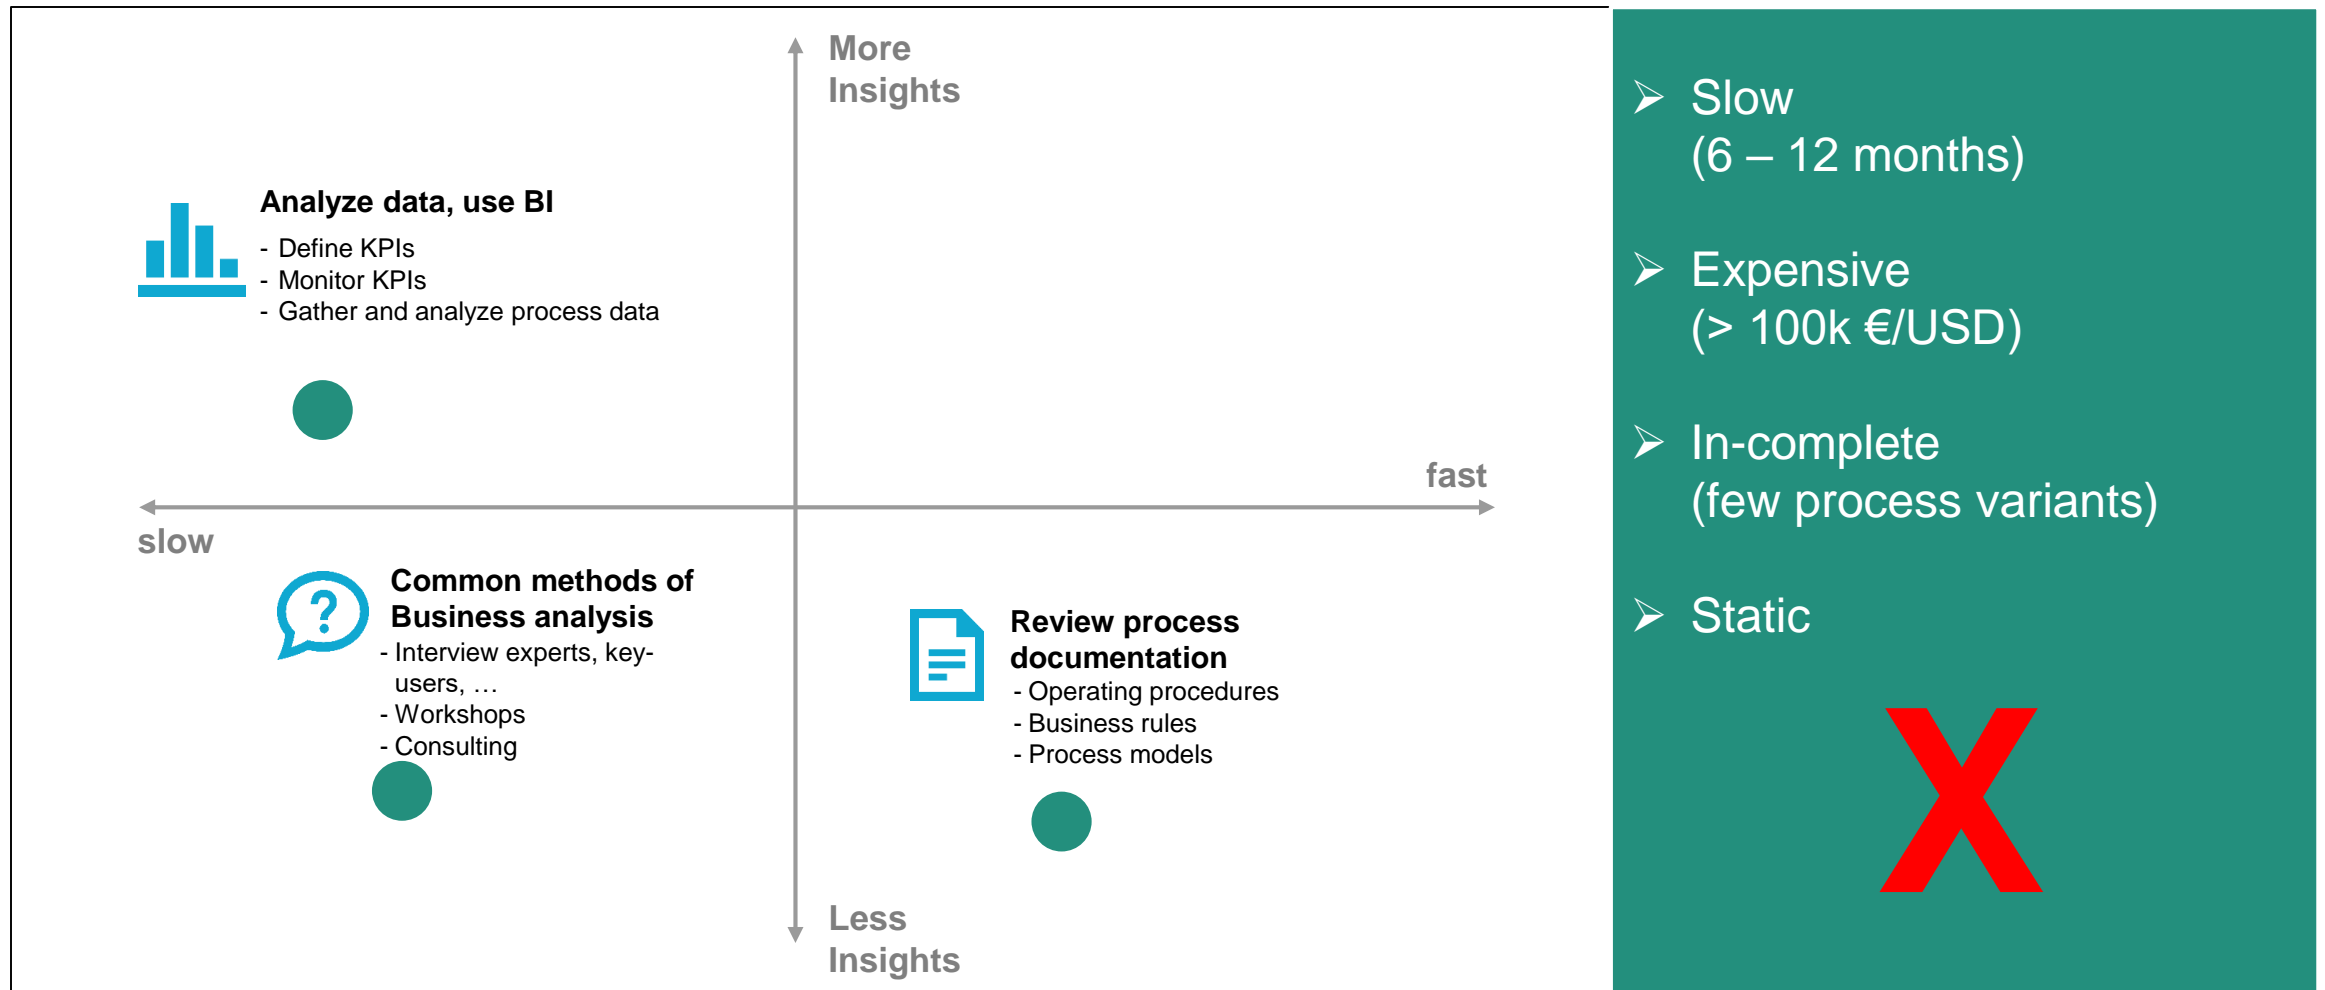 More
Insights
Analyze data, use BI
- Define KPIs
- Monitor KPIs
- Gather and analyze process data
fast
slow
?
Common methods of
Business analysis
- Interview experts, key-
users, …
- Workshops
- Consulting
Review process
documentation
- Operating procedures
- Business rules
- Process models
Less
Insights
➢ Slow
(6 – 12 months)
➢ Expensive
(> 100k €/USD)
➢ In-complete
(few process variants)
➢ Static
X